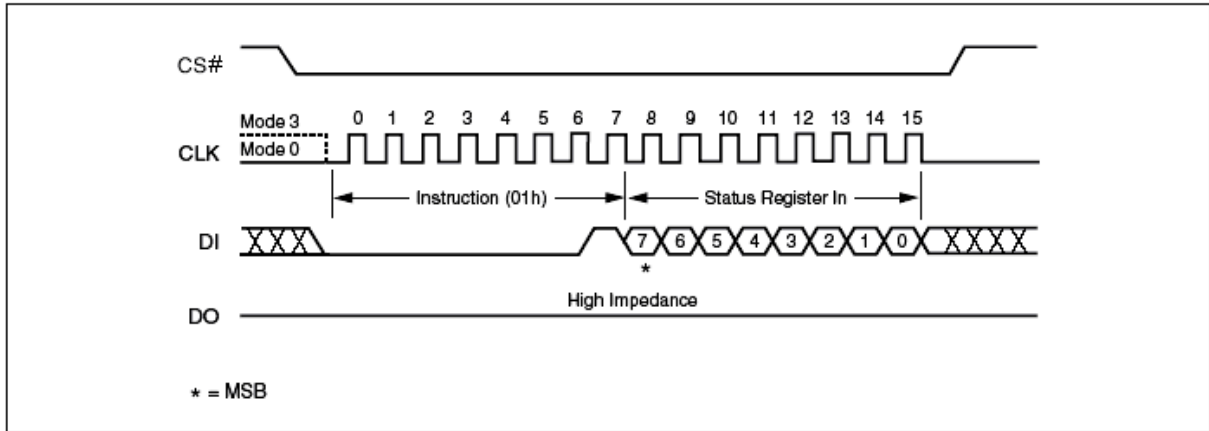 CS#
Mode 3
0 1 2 3 4 5 6 7 8 9 10 11 12 13 14 15
CLK
Mode 0
Instruction (01h)
Status Register In
DI
7 6 5 4 3 2 1 0
*
High Impedance
DO
* = MSB